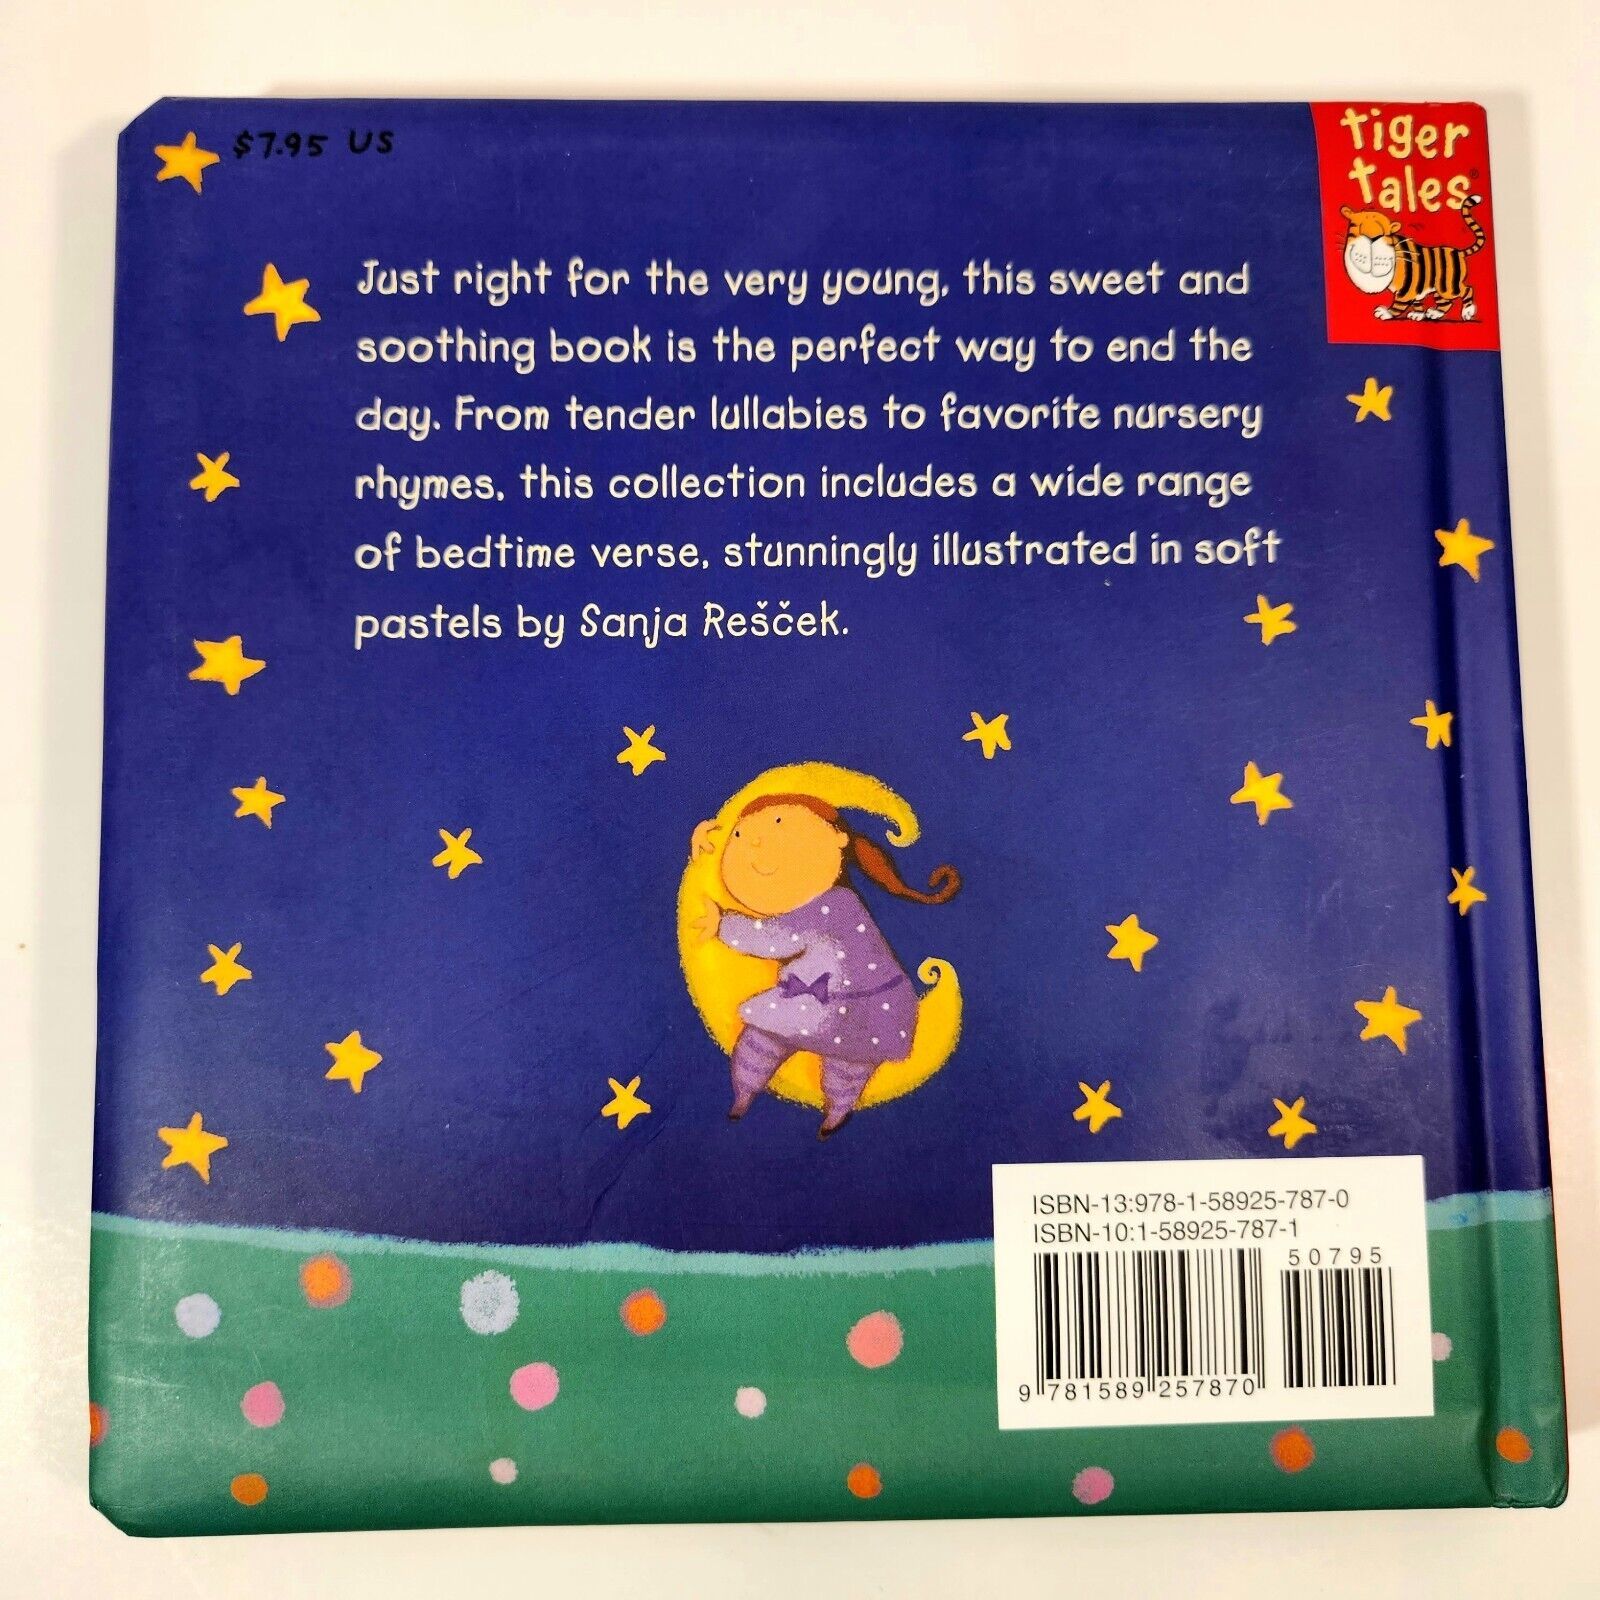 $7.95 US
tiger
tales®
Just right for the very young, this sweet and
soothing book is the perfect way to end the
day. From tender lullabies to favorite nursery
rhymes, this collection includes a wide range
of bedtime verse, stunningly illustrated in soft
pastels by Sanja Rešček.
ISBN-13:978-1-58925-787-0
ISBN-10:1-58925-787-1
50795
9 781589 257870